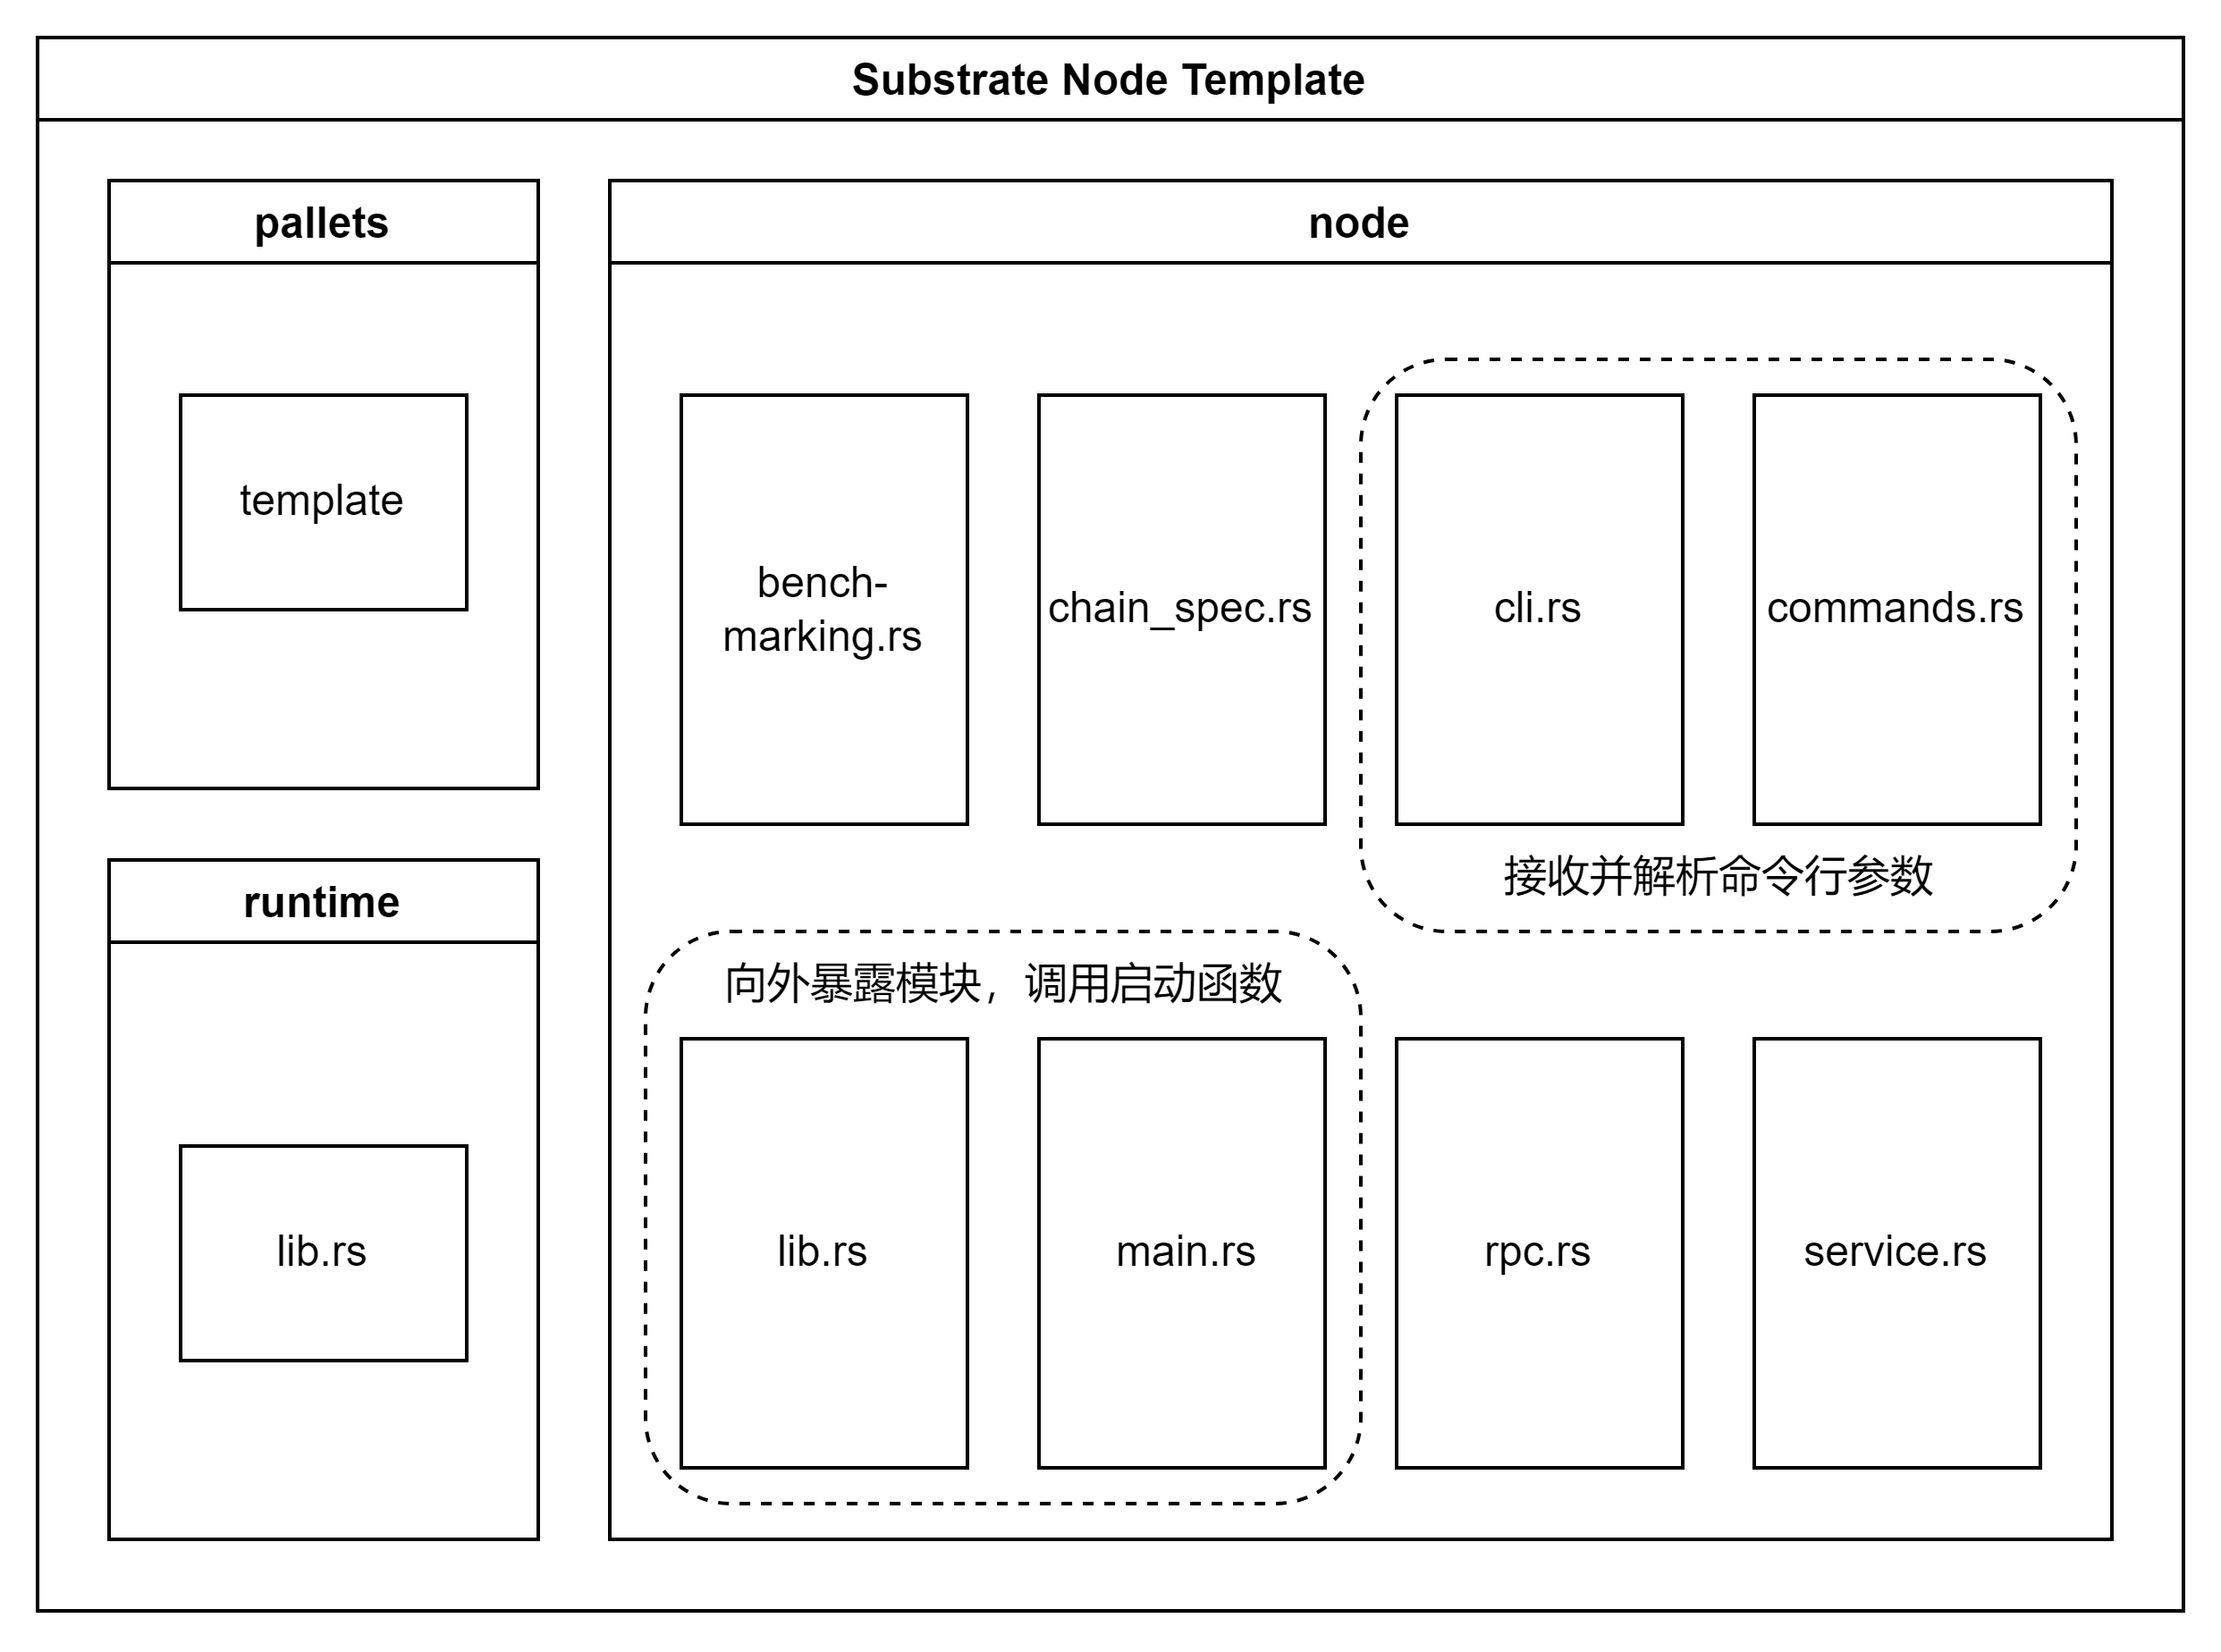 Substrate Node Template
pallets
template
runtime
lib.rs
node
bench-
marking.rs
chain_spec.rs
cli.rs
commands.rs
接收并解析命令行参数
向外暴露模块，调用启动函数
lib.rs
main.rs
rpc.rs
service.rs